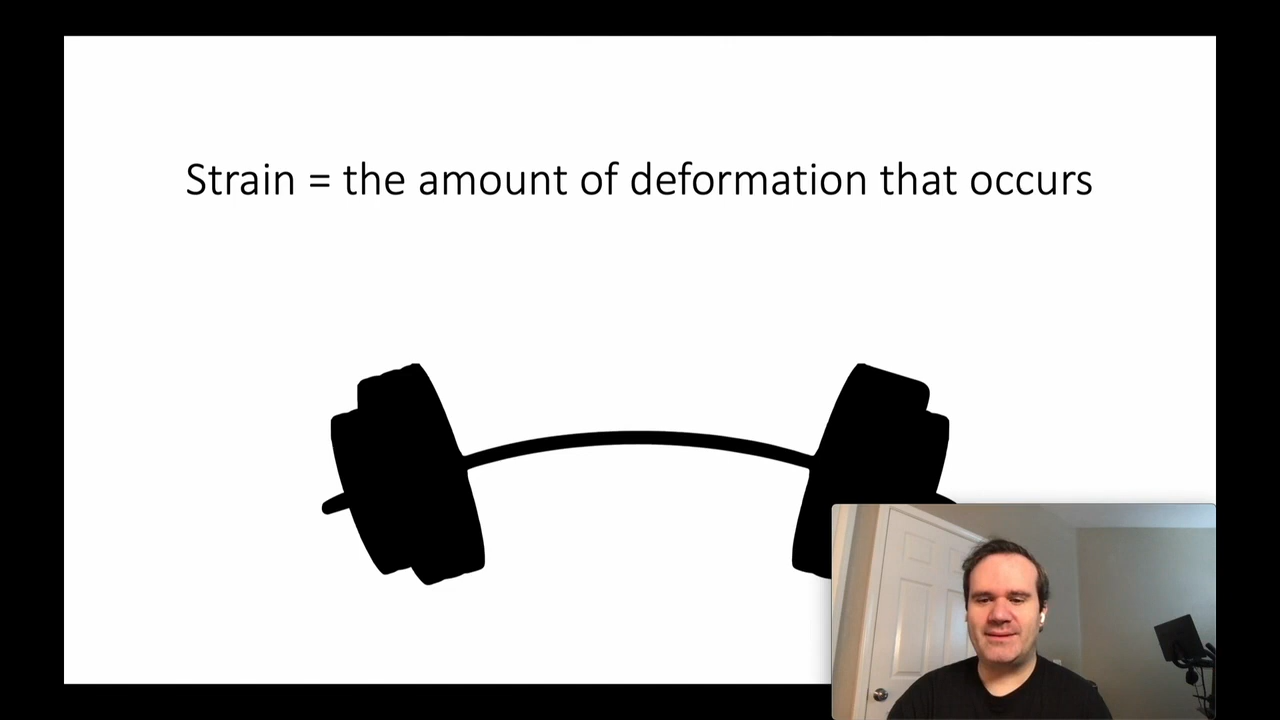 Strain = the amount of deformation that occurs